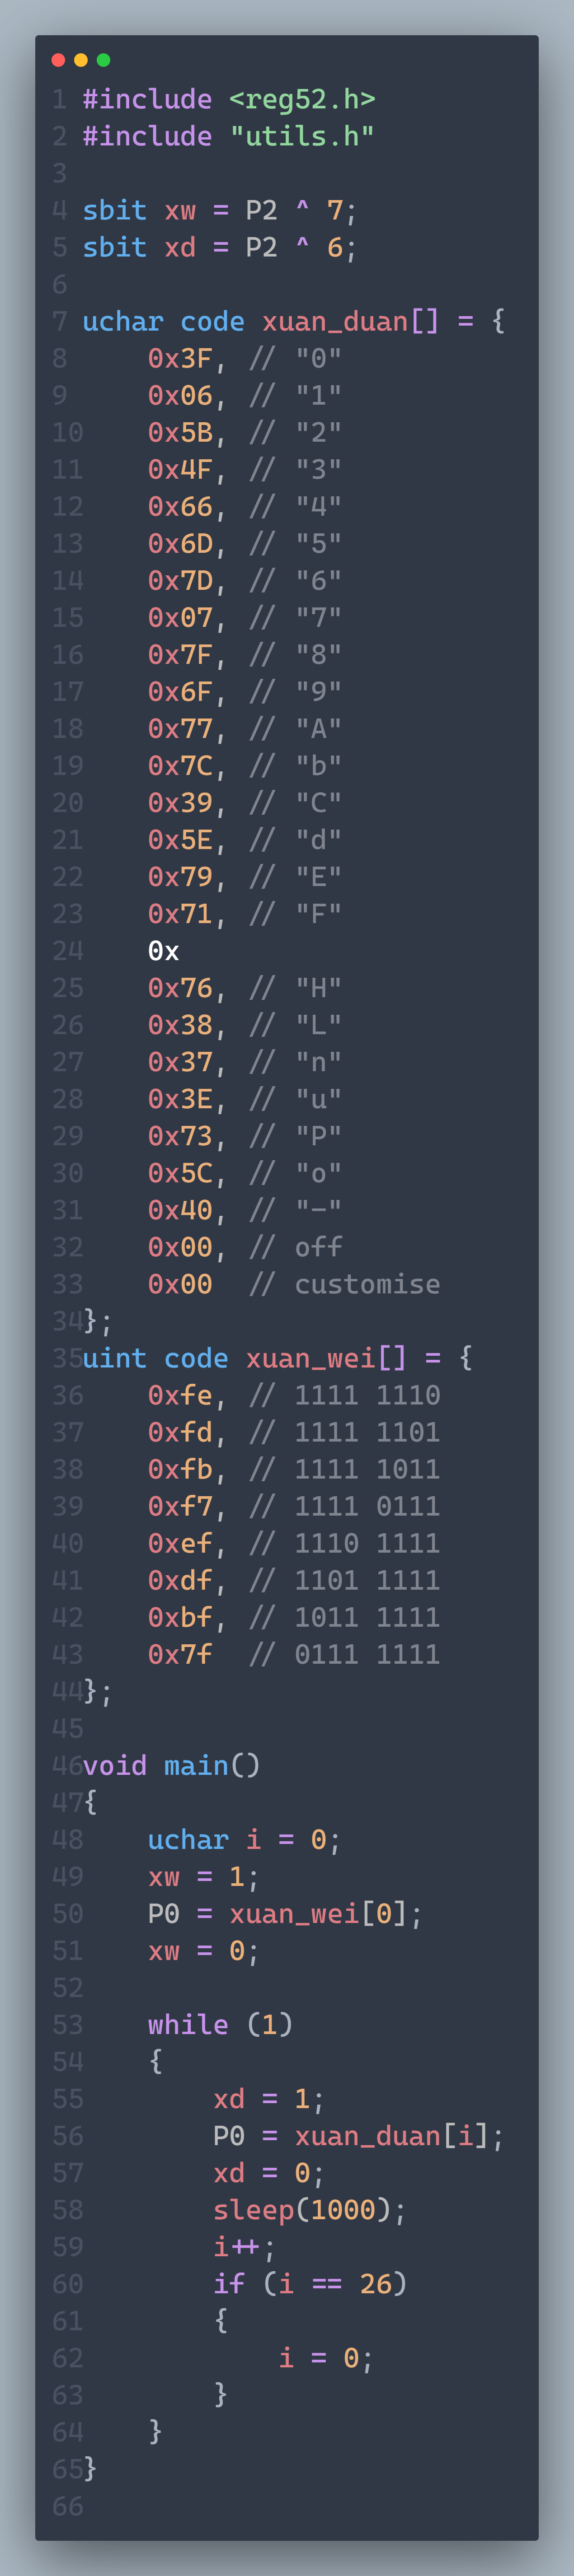 1 #include <reg52.h>
2 #include "utils.h"
3
4 sbit xw = P2 ^ 7;
5 sbit xd = P2 ^ 6;
6
7 uchar code xuan_duan[] = {
8     0x3F, // "0"
9     0x06, // "1"
10     0x5B, // "2"
11     0x4F, // "3"
12     0x66, // "4"
13     0x6D, // "5"
14     0x7D, // "6"
15     0x07, // "7"
16     0x7F, // "8"
17     0x6F, // "9"
18     0x77, // "A"
19     0x7C, // "b"
20     0x39, // "C"
21     0x5E, // "d"
22     0x79, // "E"
23     0x71, // "F"
24     0x
25     0x76, // "H"
26     0x38, // "L"
27     0x37, // "n"
28     0x3E, // "u"
29     0x73, // "P"
30     0x5C, // "o"
31     0x40, // "-"
32     0x00, // off
33     0x00  // customise
34 };
35 uint code xuan_wei[] = {
36     0xfe, // 1111 1110
37     0xfd, // 1111 1101
38     0xfb, // 1111 1011
39     0xf7, // 1111 0111
40     0xef, // 1110 1111
41     0xdf, // 1101 1111
42     0xbf, // 1011 1111
43     0x7f  // 0111 1111
44 };
45
46 void main()
47 {
48     uchar i = 0;
49     xw = 1;
50     P0 = xuan_wei[0];
51     xw = 0;
52
53     while (1)
54     {
55         xd = 1;
56         P0 = xuan_duan[i];
57         xd = 0;
58         sleep(1000);
59         i++;
60         if (i == 26)
61         {
62             i = 0;
63         }
64     }
65 }
66